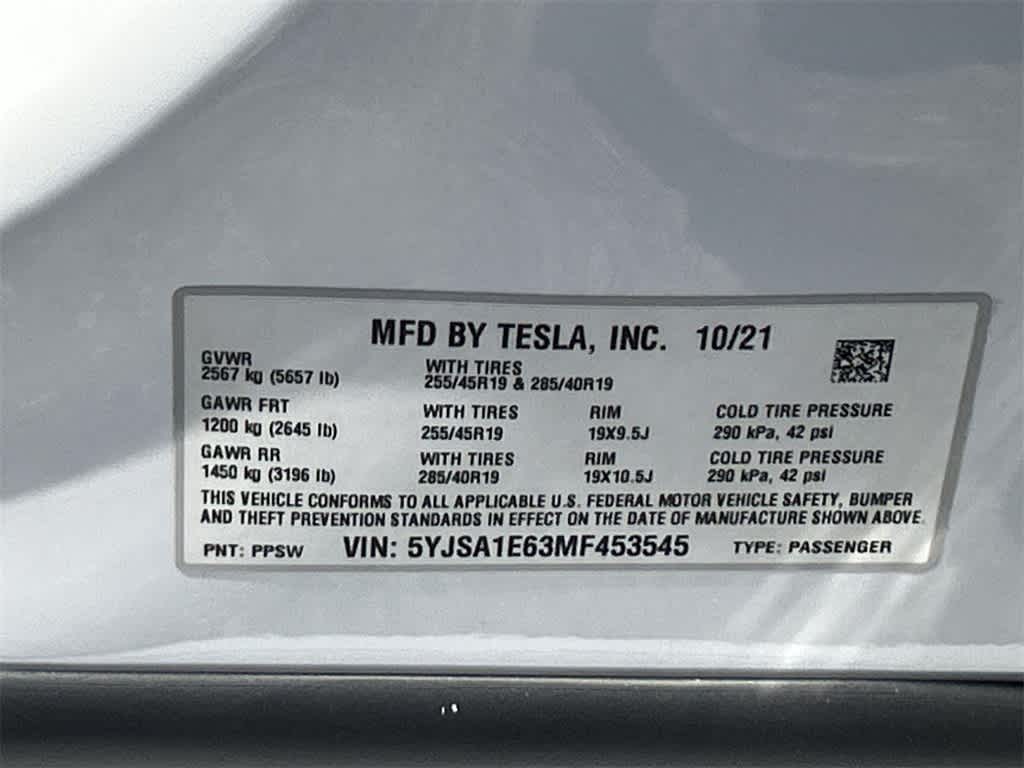 MFD BY TESLA, INC. 10/21
GVWR
2567 kg (5657 lb)
WITH TIRES
255/45R19 & 285/40R19
GAWR FRT
1200 kg (2645 lb)
WITH TIRES
255/45R19
RIM
19X9.5J
COLD TIRE PRESSURE
290 kPa, 42 psi
GAWR RR
1450 kg (3196 lb)
WITH TIRES
285/40R19
RIM
19X10.5J
COLD TIRE PRESSURE
290 kPa, 42 psi
THIS VEHICLE CONFORMS TO ALL APPLICABLE U.S. FEDERAL MOTOR VEHICLE SAFETY, BUMPER
AND THEFT PREVENTION STANDARDS IN EFFECT ON THE DATE OF MANUFACTURE SHOWN ABOVE.
PNT: PPSW VIN: 5YJSA1E63MF453545 TYPE: PASSENGER